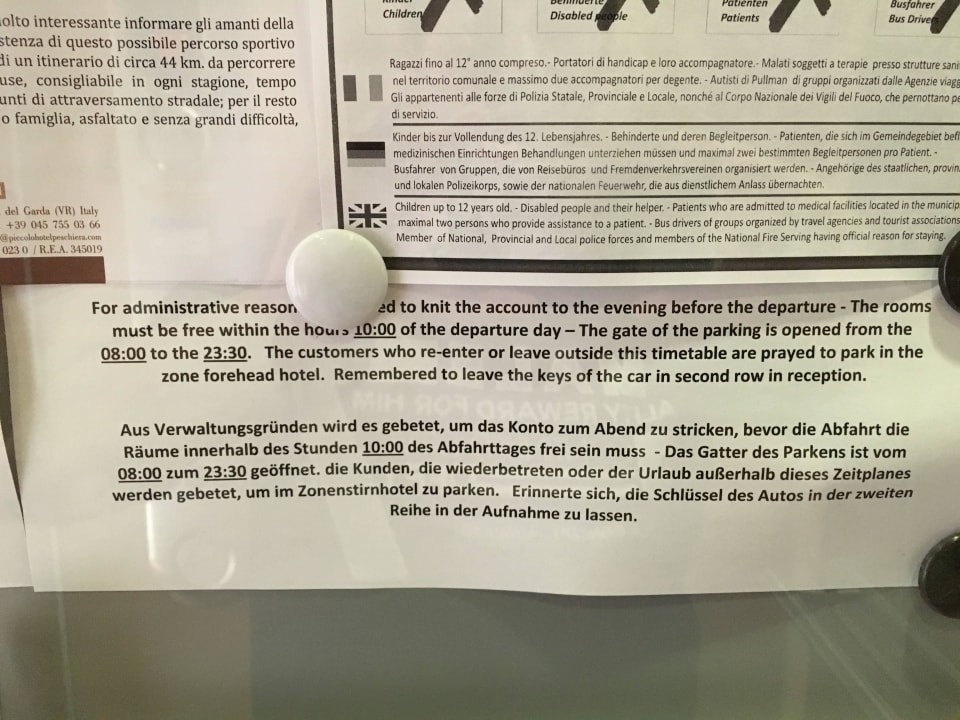 olto interessante informare gli amanti della
stenza di questo possibile percorso sportivo
di un itinerario di circa 44 km. da percorrere
use, consigliabile in ogni stagione, tempo
unti di attraversamento stradale; per il resto
o famiglia, asfaltato e senza grandi difficoltà,
del Garda (VR) Italy
+39 045 755 03 66
@piccolohotelpeschiera.com
023 0 / R.E.A. 345019
Children
Disabled people
Patienten
Patients
Busfahrer
Bus Driver
Ragazzi fino al 12° anno compreso.- Portatori di handicap e loro accompagnatore.- Malati soggetti a terapie presso strutture sani
nel territorio comunale e massimo due accompagnatori per degente. - Autisti di Pullman di gruppi organizzati dalle Agenzie viagg
Gli appartenenti alle forze di Polizia Statale, Provinciale e Locale, nonché al Corpo Nazionale dei Vigili del Fuoco, che pernottano pe
di servizio.
Kinder bis zur Vollendung des 12. Lebensjahres. - Behinderte und deren Begleitperson. - Patienten, die sich im Gemeindegebiet befi
medizinischen Einrichtungen Behandlungen unterziehen müssen und maximal zwei bestimmten Begleitpersonen pro Patient. -
Busfahrer von Gruppen, die von Reisebüros und Fremdenverkehrsvereinen organisiert werden. - Angehörige des staatlichen, provin
und lokalen Polizeikorps, sowie der nationalen Feuerwehr, die aus dienstlichem Anlass übernachten.
Children up to 12 years old. - Disabled people and their helper. - Patients who are admitted to medical facilities located in the municip
maximal two persons who provide assistance to a patient. - Bus drivers of groups organized by travel agencies and tourist associations
Member of National, Provincial and Local police forces and members of the National Fire Serving having official reason for staying.
For administrative reason ed to knit the account to the evening before the departure - The rooms
must be free within the hours 10:00 of the departure day – The gate of the parking is opened from the
08:00 to the 23:30. The customers who re-enter or leave outside this timetable are prayed to park in the
zone forehead hotel. Remembered to leave the keys of the car in second row in reception.
Aus Verwaltungsgründen wird es gebetet, um das Konto zum Abend zu stricken, bevor die Abfahrt die
Räume innerhalb des Stunden 10:00 des Abfahrttages frei sein muss - Das Gatter des Parkens ist vom
08:00 zum 23:30 geöffnet. die Kunden, die wiederbetreten oder der Urlaub außerhalb dieses Zeitplanes
werden gebetet, um im Zonenstirnhotel zu parken. Erinnerte sich, die Schlüssel des Autos in der zweiten
Reihe in der Aufnahme zu lassen.